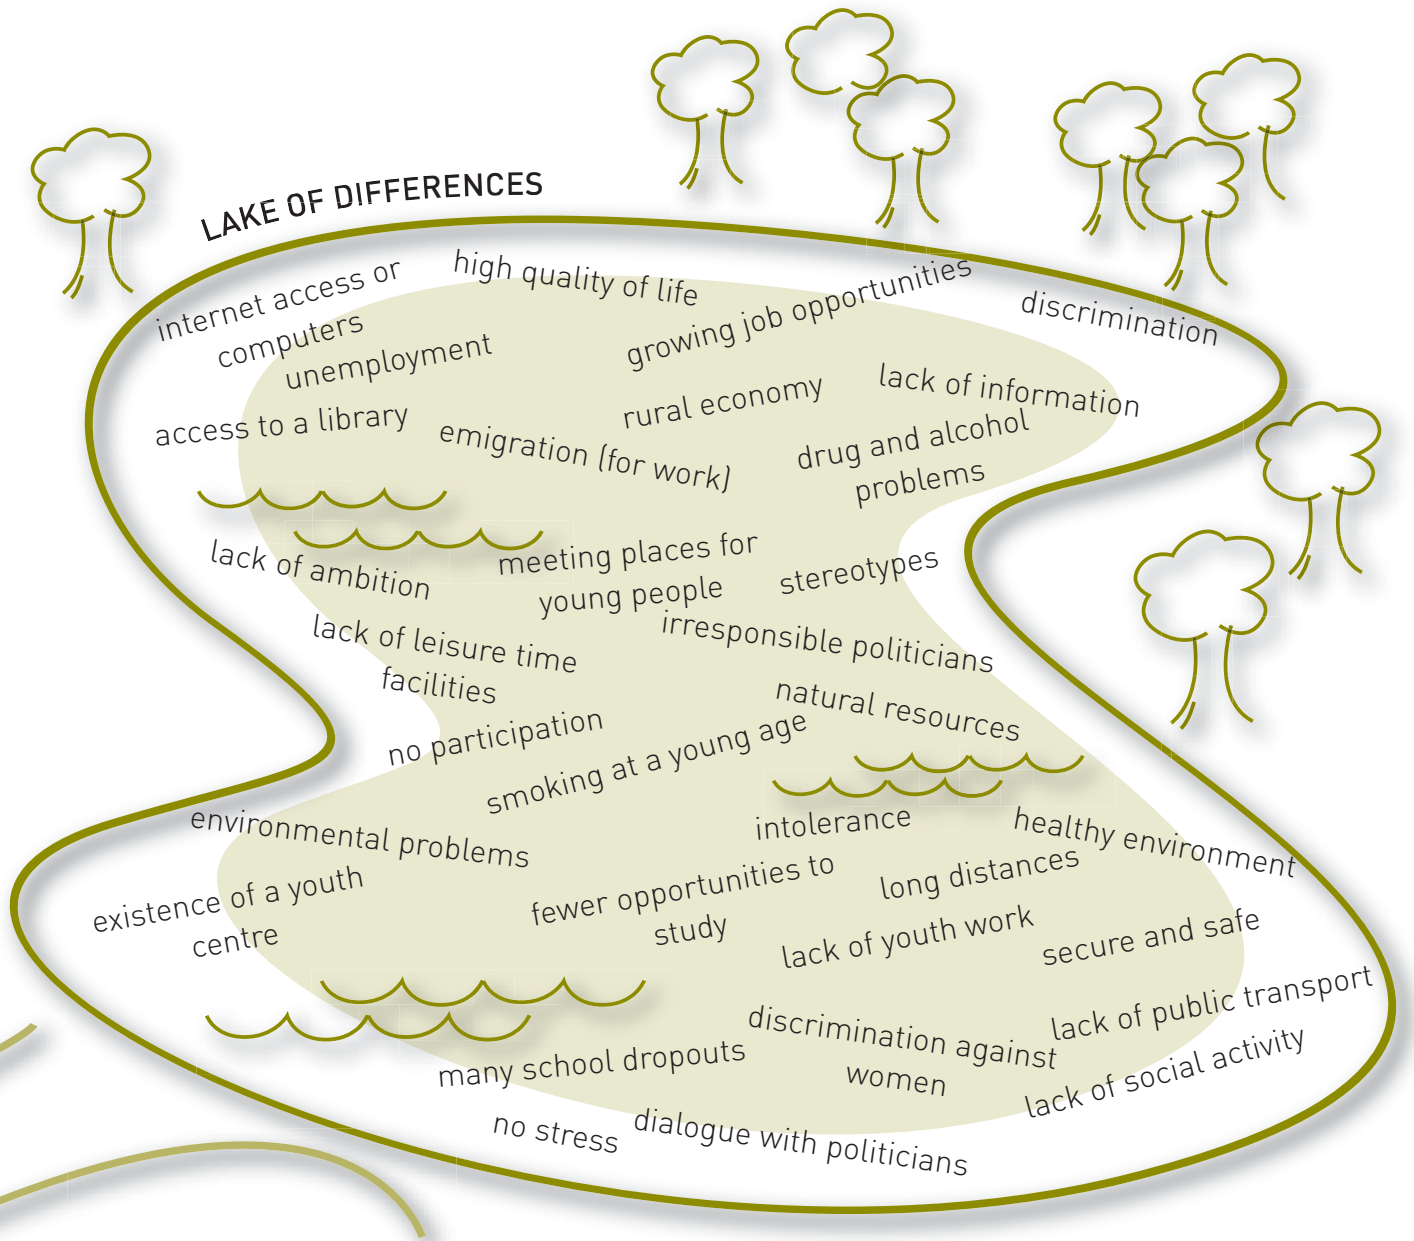 LAKE OF DIFFERENCES
internet access or
computers
high quality of life
growing job opportunities
discrimination
unemployment
access to a library
emigration (for work)
rural economy
lack of information
drug and alcohol
problems
lack of ambition
meeting places for
young people
stereotypes
lack of leisure time
facilities
irresponsible politicians
natural resources
no participation
smoking at a young age
environmental problems
intolerance
healthy environment
existence of a youth
centre
fewer opportunities to
study
long distances
lack of youth work
secure and safe
lack of public transport
discrimination against
women
many school dropouts
lack of social activity
no stress
dialogue with politicians